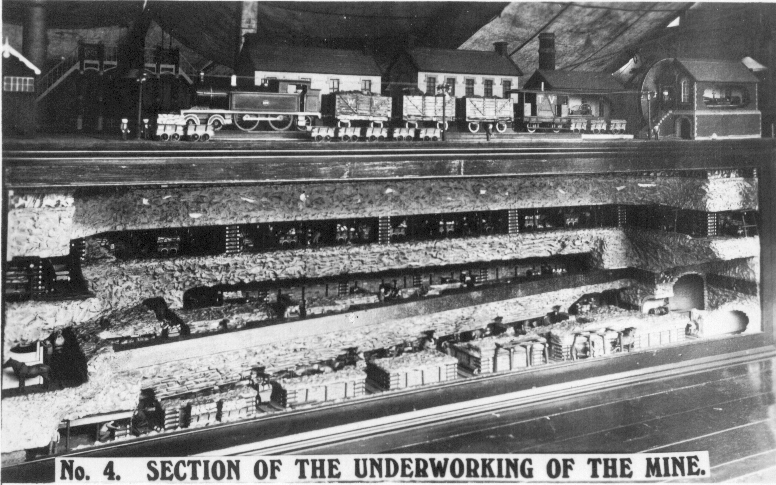 No. 4. SECTION OF THE UNDERWORKING OF THE MINE.